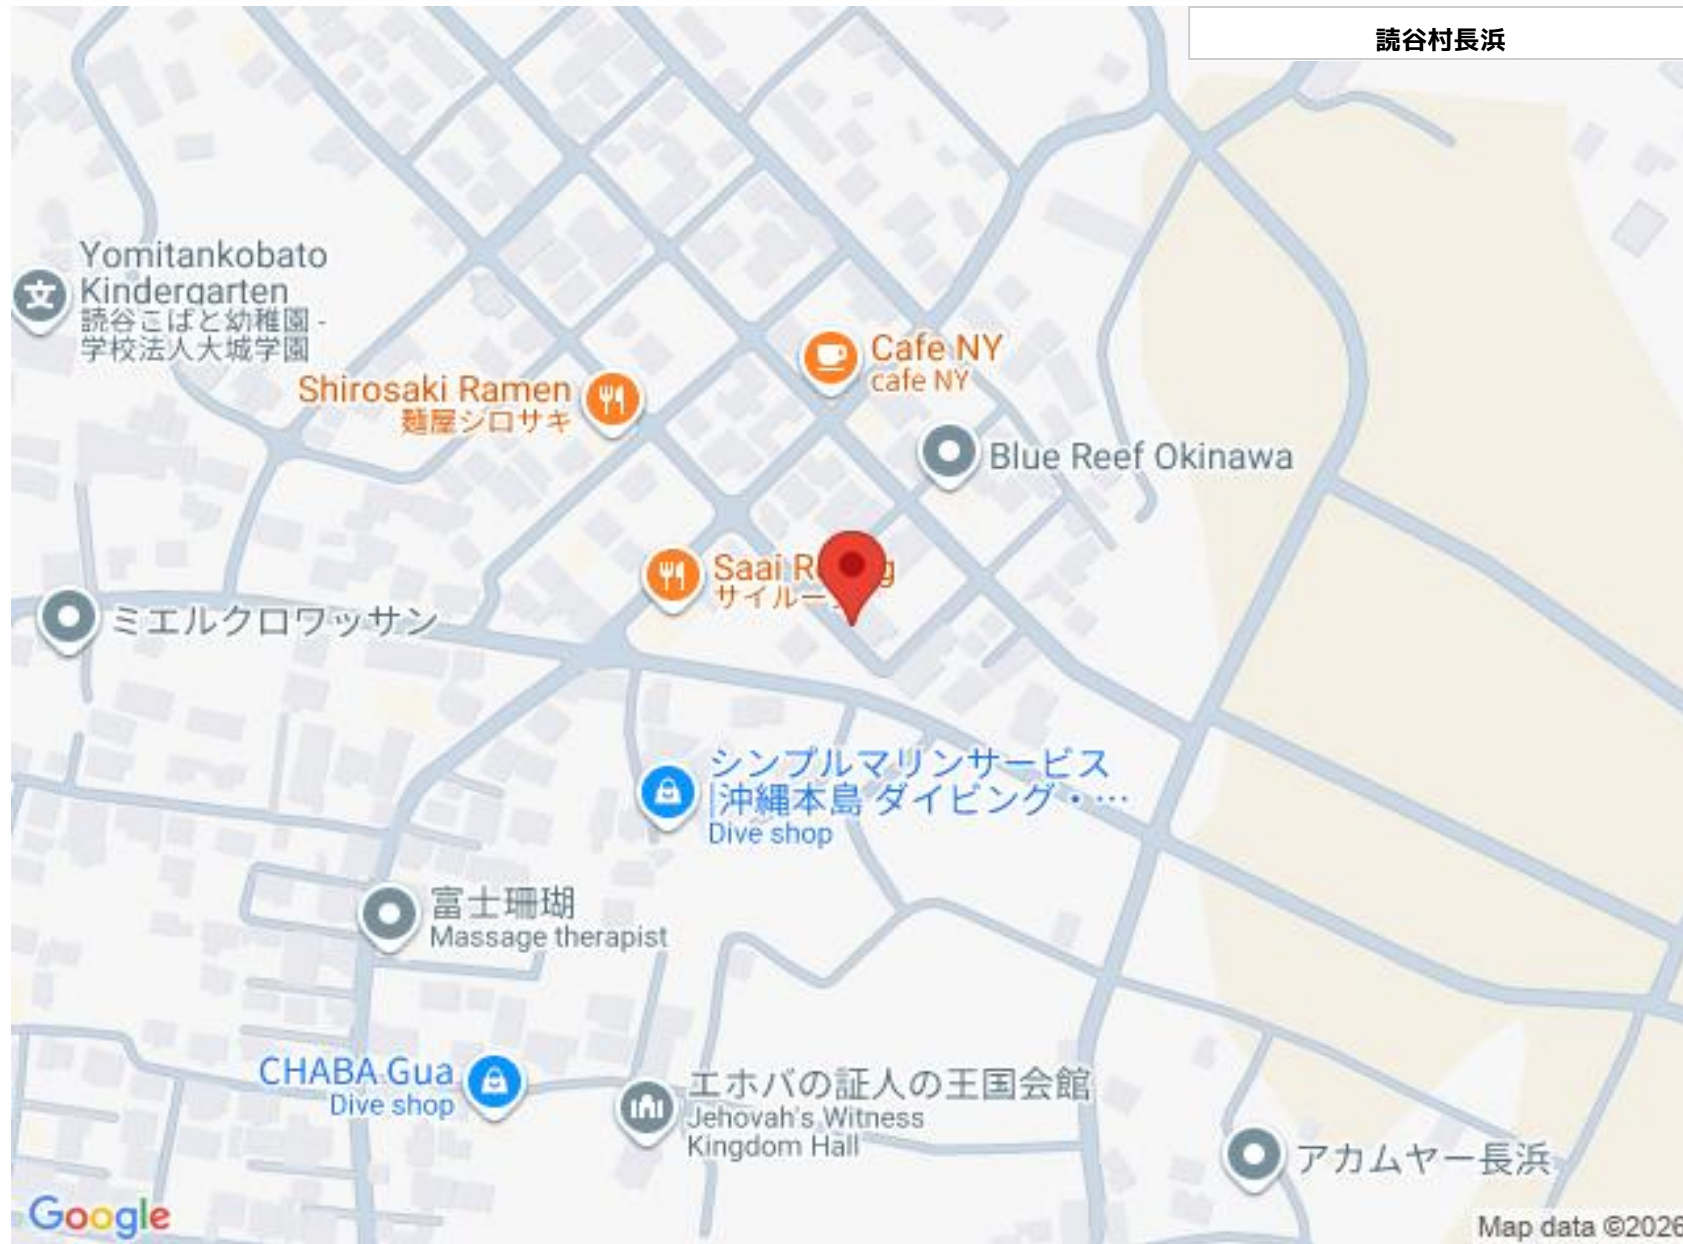 読谷村長浜
Yomitankobato
Kindergarten
読谷こばと幼稚園 -
学校法人大城学園
Cafe NY
cafe NY
Shirosaki Ramen
麺屋シロサキ
Blue Reef Okinawa
Saai
サイルー
ミエルクロワッサン
シンプルマリンサービス
|沖縄本島 ダイビング・…
Dive shop
富士珊瑚
Massage therapist
CHABA Gua
Dive shop
エホバの証人の王国会館
Jehovah's Witness
Kingdom Hall
アカムヤー長浜
Google
Map data ©2026